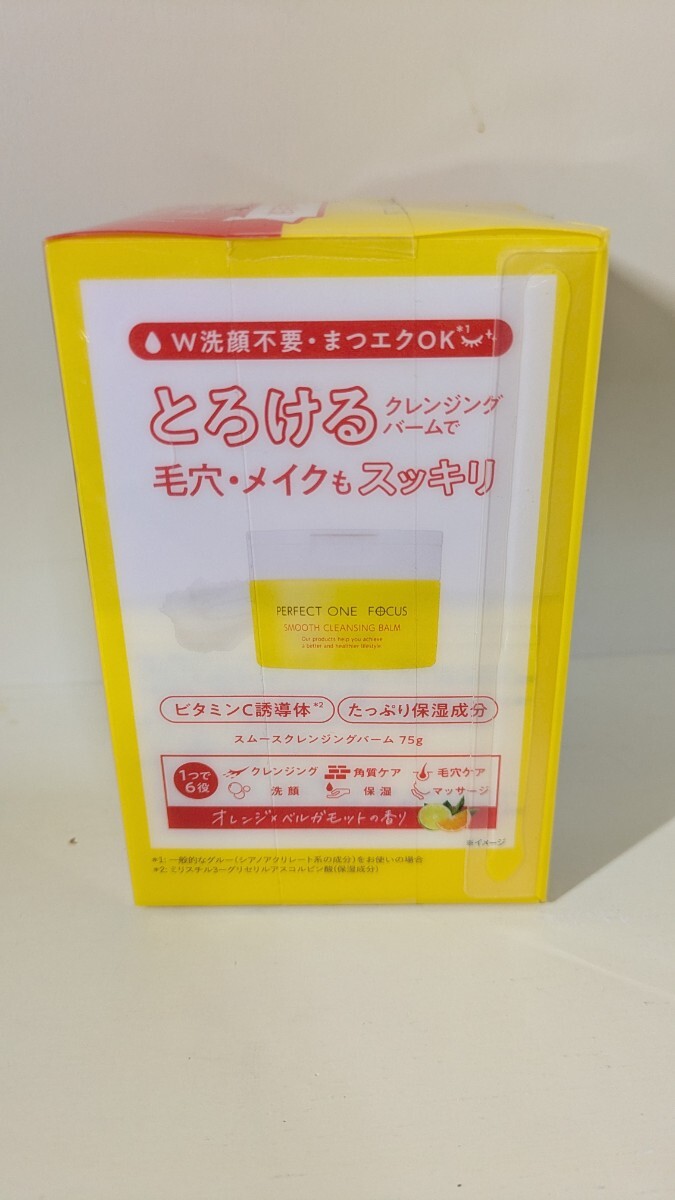 W洗顔不要・まつエクOK*1
とろける クレンジング
バームで
毛穴・メイクもスッキリ
PERFECT ONE FOCUS
SMOOTH CLEANSING BALM
Our products help you achieve
a better and healthier lifestyle
ビタミンC誘導体*2 たっぷり保湿成分
スムースクレンジングバーム 75g
1つで
6役
クレンジング 角質ケア 毛穴ケア
洗顔 保湿 マッサージ
オレンジ×ベルガモットの香り
※イメージ
*1: 一般的なグルー(シアノアクリレート系の成分)をお使いの場合
*2: ミリスチル3-グリセリルアスコルビン酸(保湿成分)